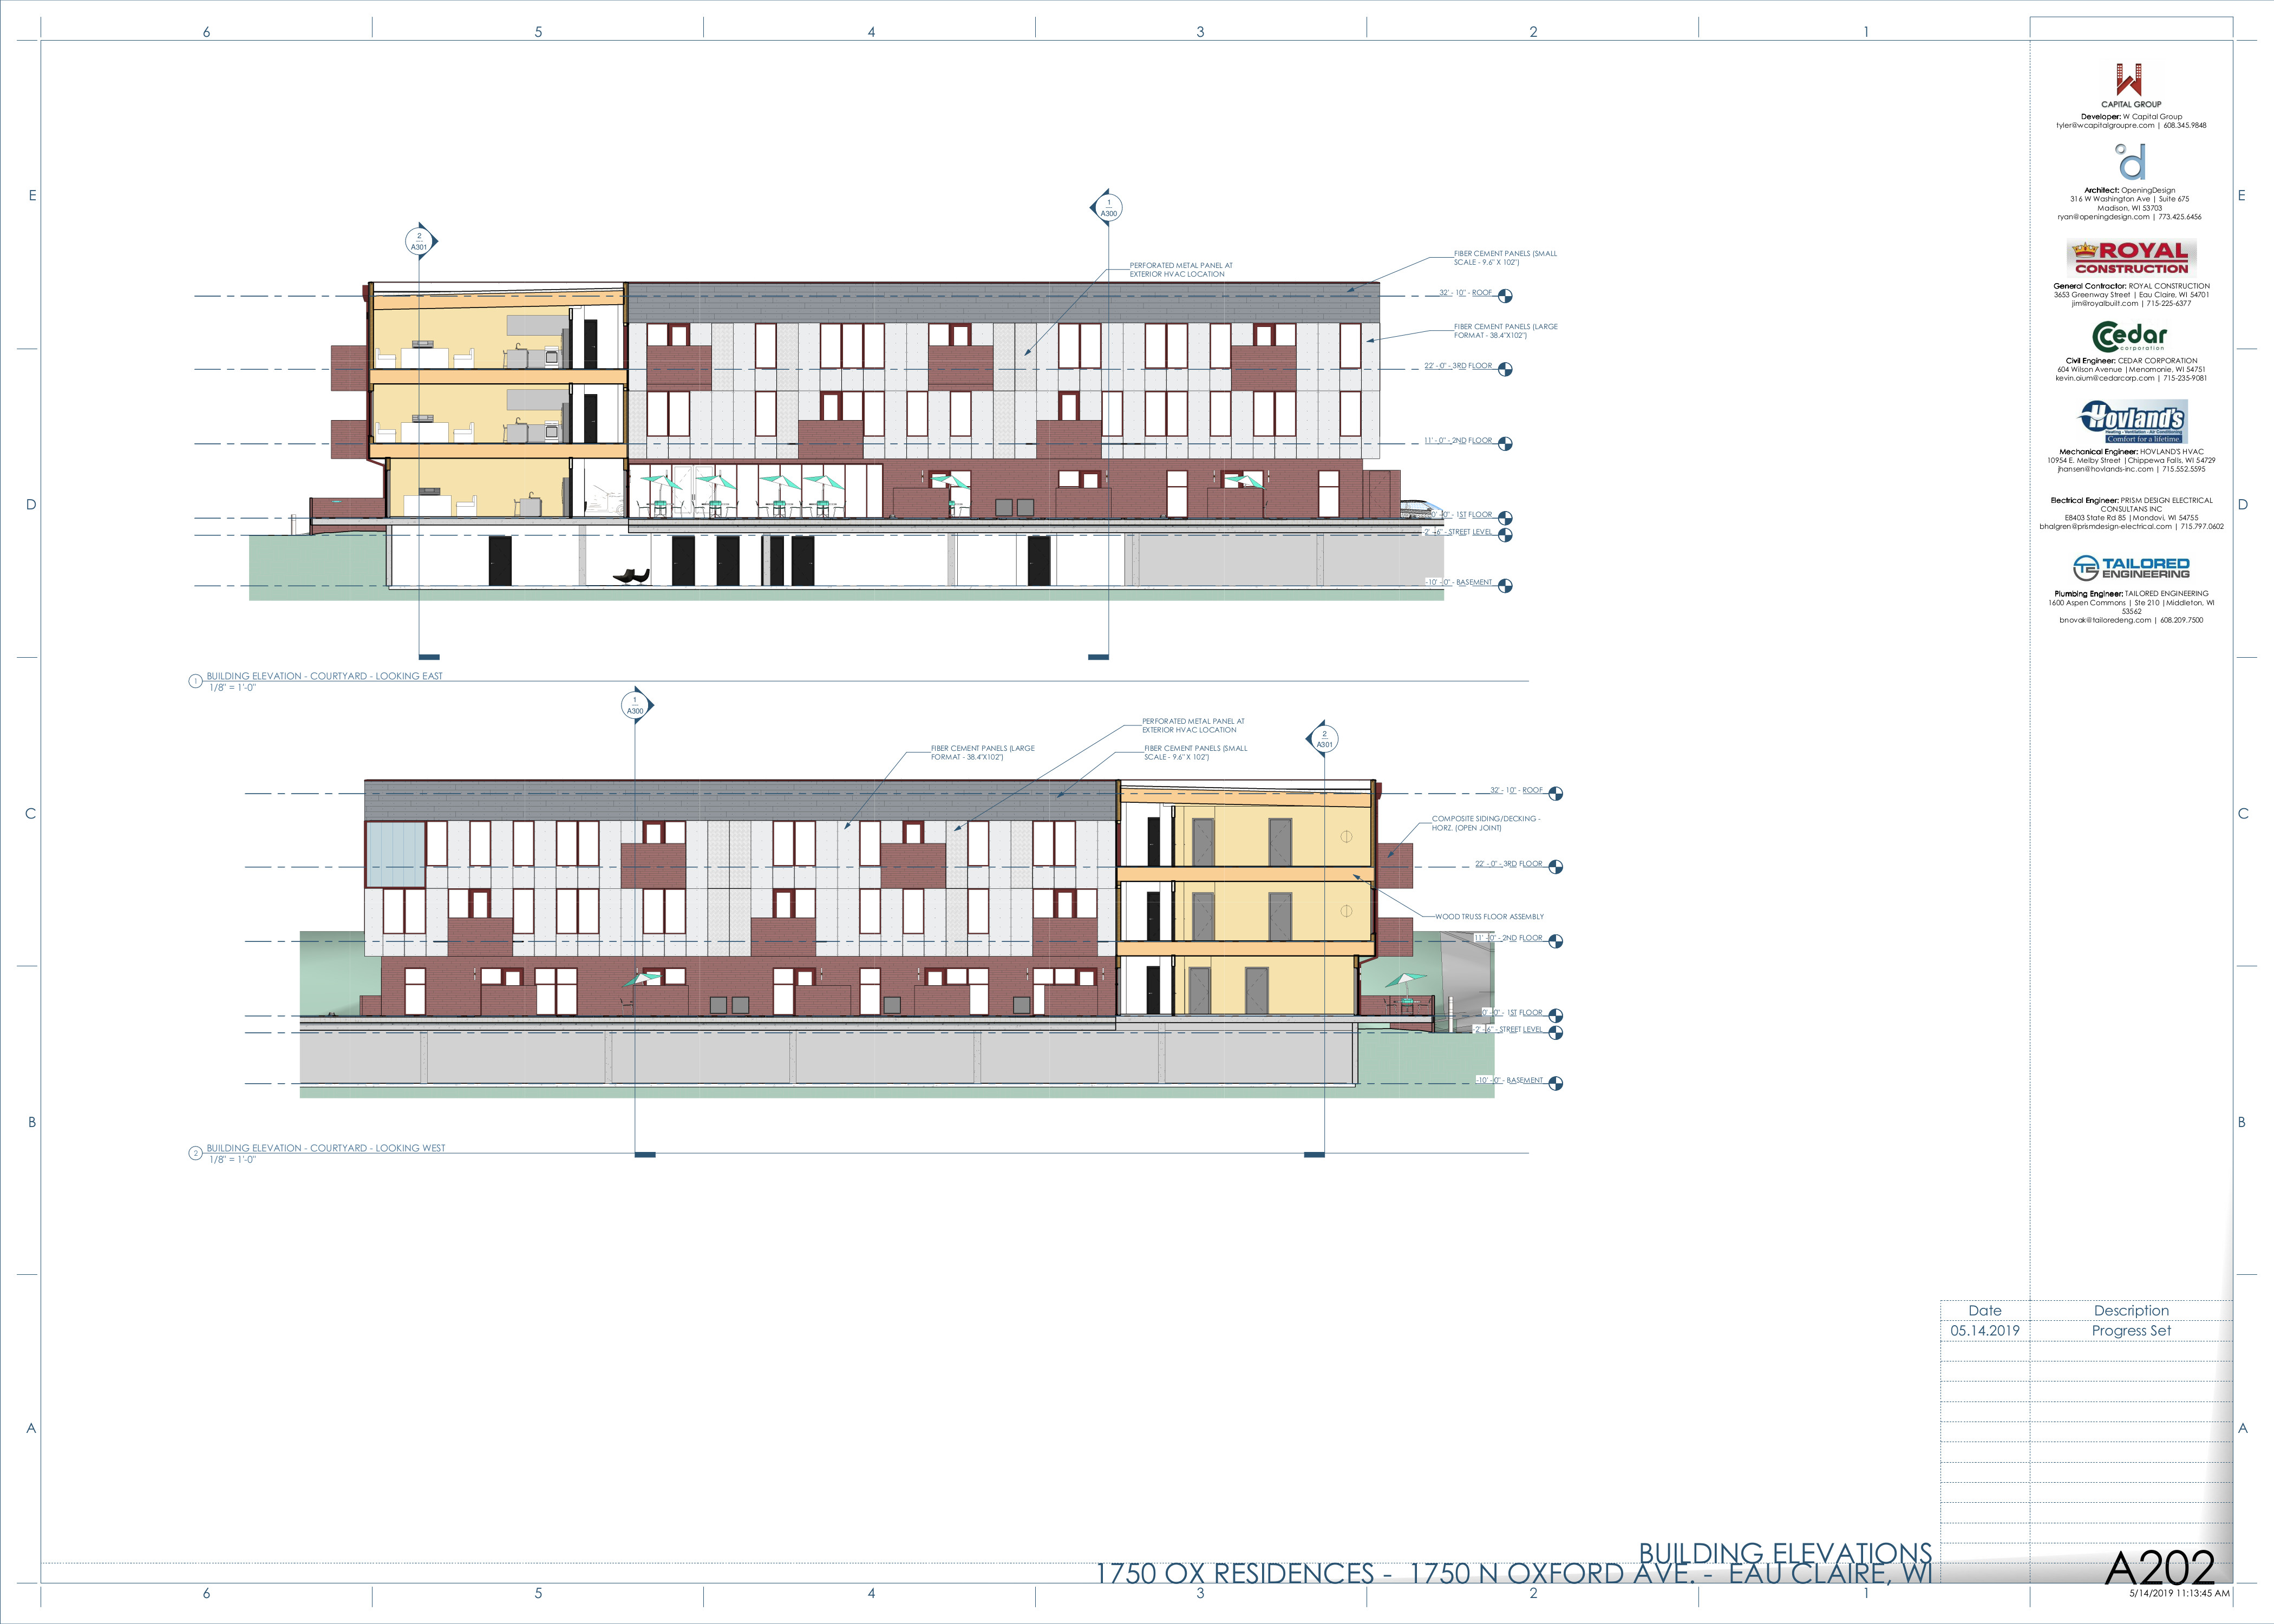 6 5 4 3 2 1
E
D
C
B
A
2
A301
1
A300
PERFORATED METAL PANEL AT
EXTERIOR HVAC LOCATION
FIBER CEMENT PANELS (SMALL
SCALE - 9.6" X 102")
32' - 10" - ROOF
FIBER CEMENT PANELS (LARGE
FORMAT - 38.4"X102")
22' - 0" - 3RD FLOOR
11' - 0" - 2ND FLOOR
0' - 0" - 1ST FLOOR
2' - 6" - STREET LEVEL
-10' - 0" - BASEMENT
1
BUILDING ELEVATION - COURTYARD - LOOKING EAST
1/8" = 1'-0"
1
A300
2
A301
PERFORATED METAL PANEL AT
EXTERIOR HVAC LOCATION
FIBER CEMENT PANELS (LARGE
FORMAT - 38.4"X102")
FIBER CEMENT PANELS (SMALL
SCALE - 9.6" X 102")
32' - 10" - ROOF
COMPOSITE SIDING/DECKING -
HORZ. (OPEN JOINT)
22' - 0" - 3RD FLOOR
WOOD TRUSS FLOOR ASSEMBLY
11' - 0" - 2ND FLOOR
0' - 0" - 1ST FLOOR
-2' - 6" - STREET LEVEL
-10' - 0" - BASEMENT
2
BUILDING ELEVATION - COURTYARD - LOOKING WEST
1/8" = 1'-0"
CAPITAL GROUP
Developer: W Capital Group
tyler@wcapitalgroupre.com | 608.345.9848
d
Architect: OpeningDesign
316 W Washington Ave | Suite 675
Madison, WI 53703
ryan@openingdesign.com | 773.425.6456
ROYAL
CONSTRUCTION
General Contractor: ROYAL CONSTRUCTION
3653 Greenway Street | Eau Claire, WI 54701
jim@royalbuilt.com | 715-225-6377
Cedar
corporation
Civil Engineer: CEDAR CORPORATION
604 Wilson Avenue |Menomonie, WI 54751
kevin.oium@cedarcorp.com | 715-235-9081
Hovland's
Heating - Ventilation - Air Conditioning
Comfort for a lifetime.
Mechanical Engineer: HOVLAND'S HVAC
10954 E. Melby Street |Chippewa Falls, WI 54729
jhansen@hovlands-inc.com | 715.552.5595
Electrical Engineer: PRISM DESIGN ELECTRICAL
CONSULTANS INC
E8403 State Rd 85 |Mondovi, WI 54755
bhalgren@prismdesign-electrical.com | 715.797.0602
TE TAILORED
ENGINEERING
Plumbing Engineer: TAILORED ENGINEERING
1600 Aspen Commons | Ste 210 |Middleton, WI
53562
bnovak@tailoredeng.com | 608.209.7500
E
D
C
B
A
Date Description
05.14.2019 Progress Set
BUILDING ELEVATIONS
1750 OX RESIDENCES - 1750 N OXFORD AVE. - EAU CLAIRE, WI
A202
5/14/2019 11:13:45 AM
6 5 4 3 2 1